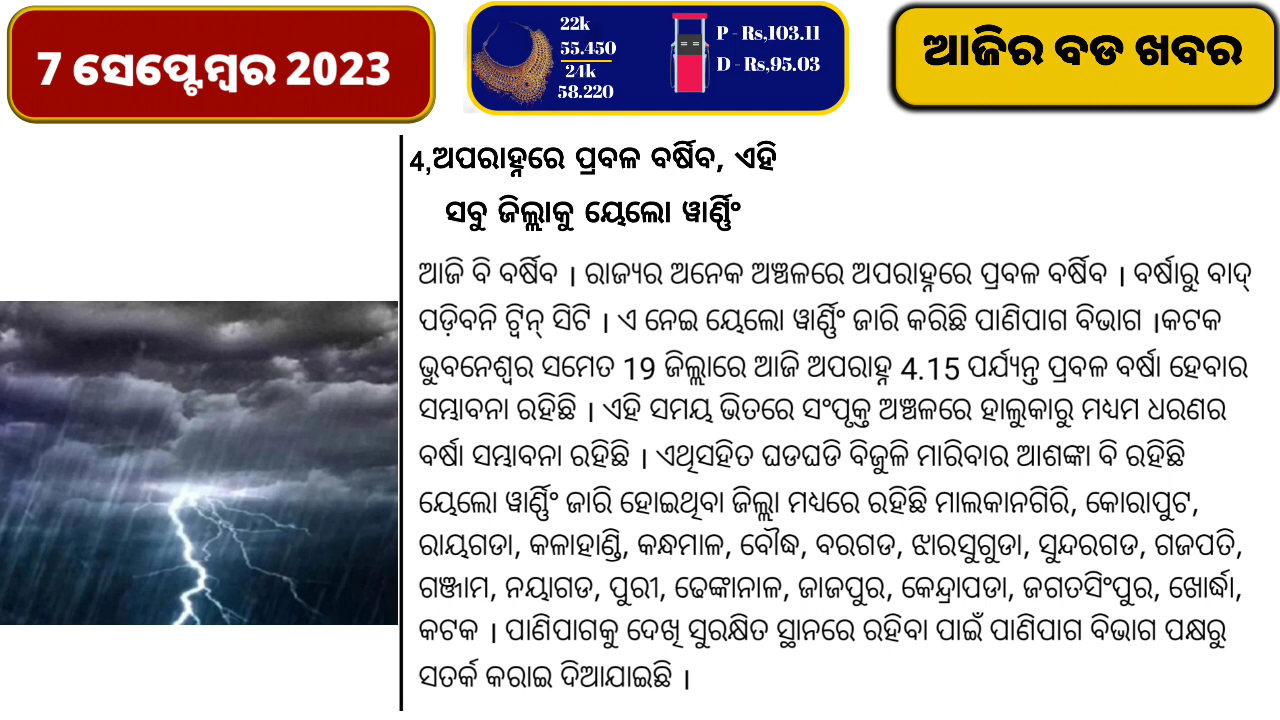 7 ସେପ୍ଟେମ୍ବର 2023
22k
55.450
24k
58.220
P - Rs,103.11
D - Rs,95.03
ଆଜିର ବଡ ଖବର
4,ଅପରାହ୍ନରେ ପ୍ରବଳ ବର୍ଷିବ, ଏହି
ସବୁ ଜିଲ୍ଲାକୁ ୟେଲୋ ୱାର୍ଣ୍ଣିଂ
ଆଜି ବି ବର୍ଷିବ । ରାଜ୍ୟର ଅନେକ ଅଞ୍ଚଳରେ ଅପରାହ୍ନରେ ପ୍ରବଳ ବର୍ଷିବ । ବର୍ଷାରୁ ବାଦ୍
ପଡ଼ିବନି ଟ୍ୱିନ୍ ସିଟି । ଏ ନେଇ ୟେଲୋ ୱାର୍ଣ୍ଣିଂ ଜାରି କରିଛି ପାଣିପାଗ ବିଭାଗ ।କଟକ
ଭୁବନେଶ୍ୱର ସମେତ 19 ଜିଲ୍ଲାରେ ଆଜି ଅପରାହ୍ନ 4.15 ପର୍ଯ୍ୟନ୍ତ ପ୍ରବଳ ବର୍ଷା ହେବାର
ସମ୍ଭାବନା ରହିଛି । ଏହି ସମୟ ଭିତରେ ସଂପୃକ୍ତ ଅଞ୍ଚଳରେ ହାଲୁକାରୁ ମଧ୍ୟମ ଧରଣର
ବର୍ଷା ସମ୍ଭାବନା ରହିଛି । ଏଥିସହିତ ଘଡଘଡି ବିଜୁଳି ମାରିବାର ଆଶଙ୍କା ବି ରହିଛି
ୟେଲୋ ୱାର୍ଣ୍ଣିଂ ଜାରି ହୋଇଥିବା ଜିଲ୍ଲା ମଧ୍ୟରେ ରହିଛି ମାଲକାନଗିରି, କୋରାପୁଟ,
ରାୟଗଡା, କଳାହାଣ୍ଡି, କନ୍ଧମାଳ, ବୌଦ୍ଧ, ବରଗଡ, ଝାରସୁଗୁଡା, ସୁନ୍ଦରଗଡ, ଗଜପତି,
ଗଞ୍ଜାମ, ନୟାଗଡ, ପୁରୀ, ଢେଙ୍କାନାଳ, ଜାଜପୁର, କେନ୍ଦ୍ରାପଡା, ଜଗତସିଂପୁର, ଖୋର୍ଦ୍ଧା,
କଟକ । ପାଣିପାଗକୁ ଦେଖି ସୁରକ୍ଷିତ ସ୍ଥାନରେ ରହିବା ପାଇଁ ପାଣିପାଗ ବିଭାଗ ପକ୍ଷରୁ
ସତର୍କ କରାଇ ଦିଆଯାଇଛି ।